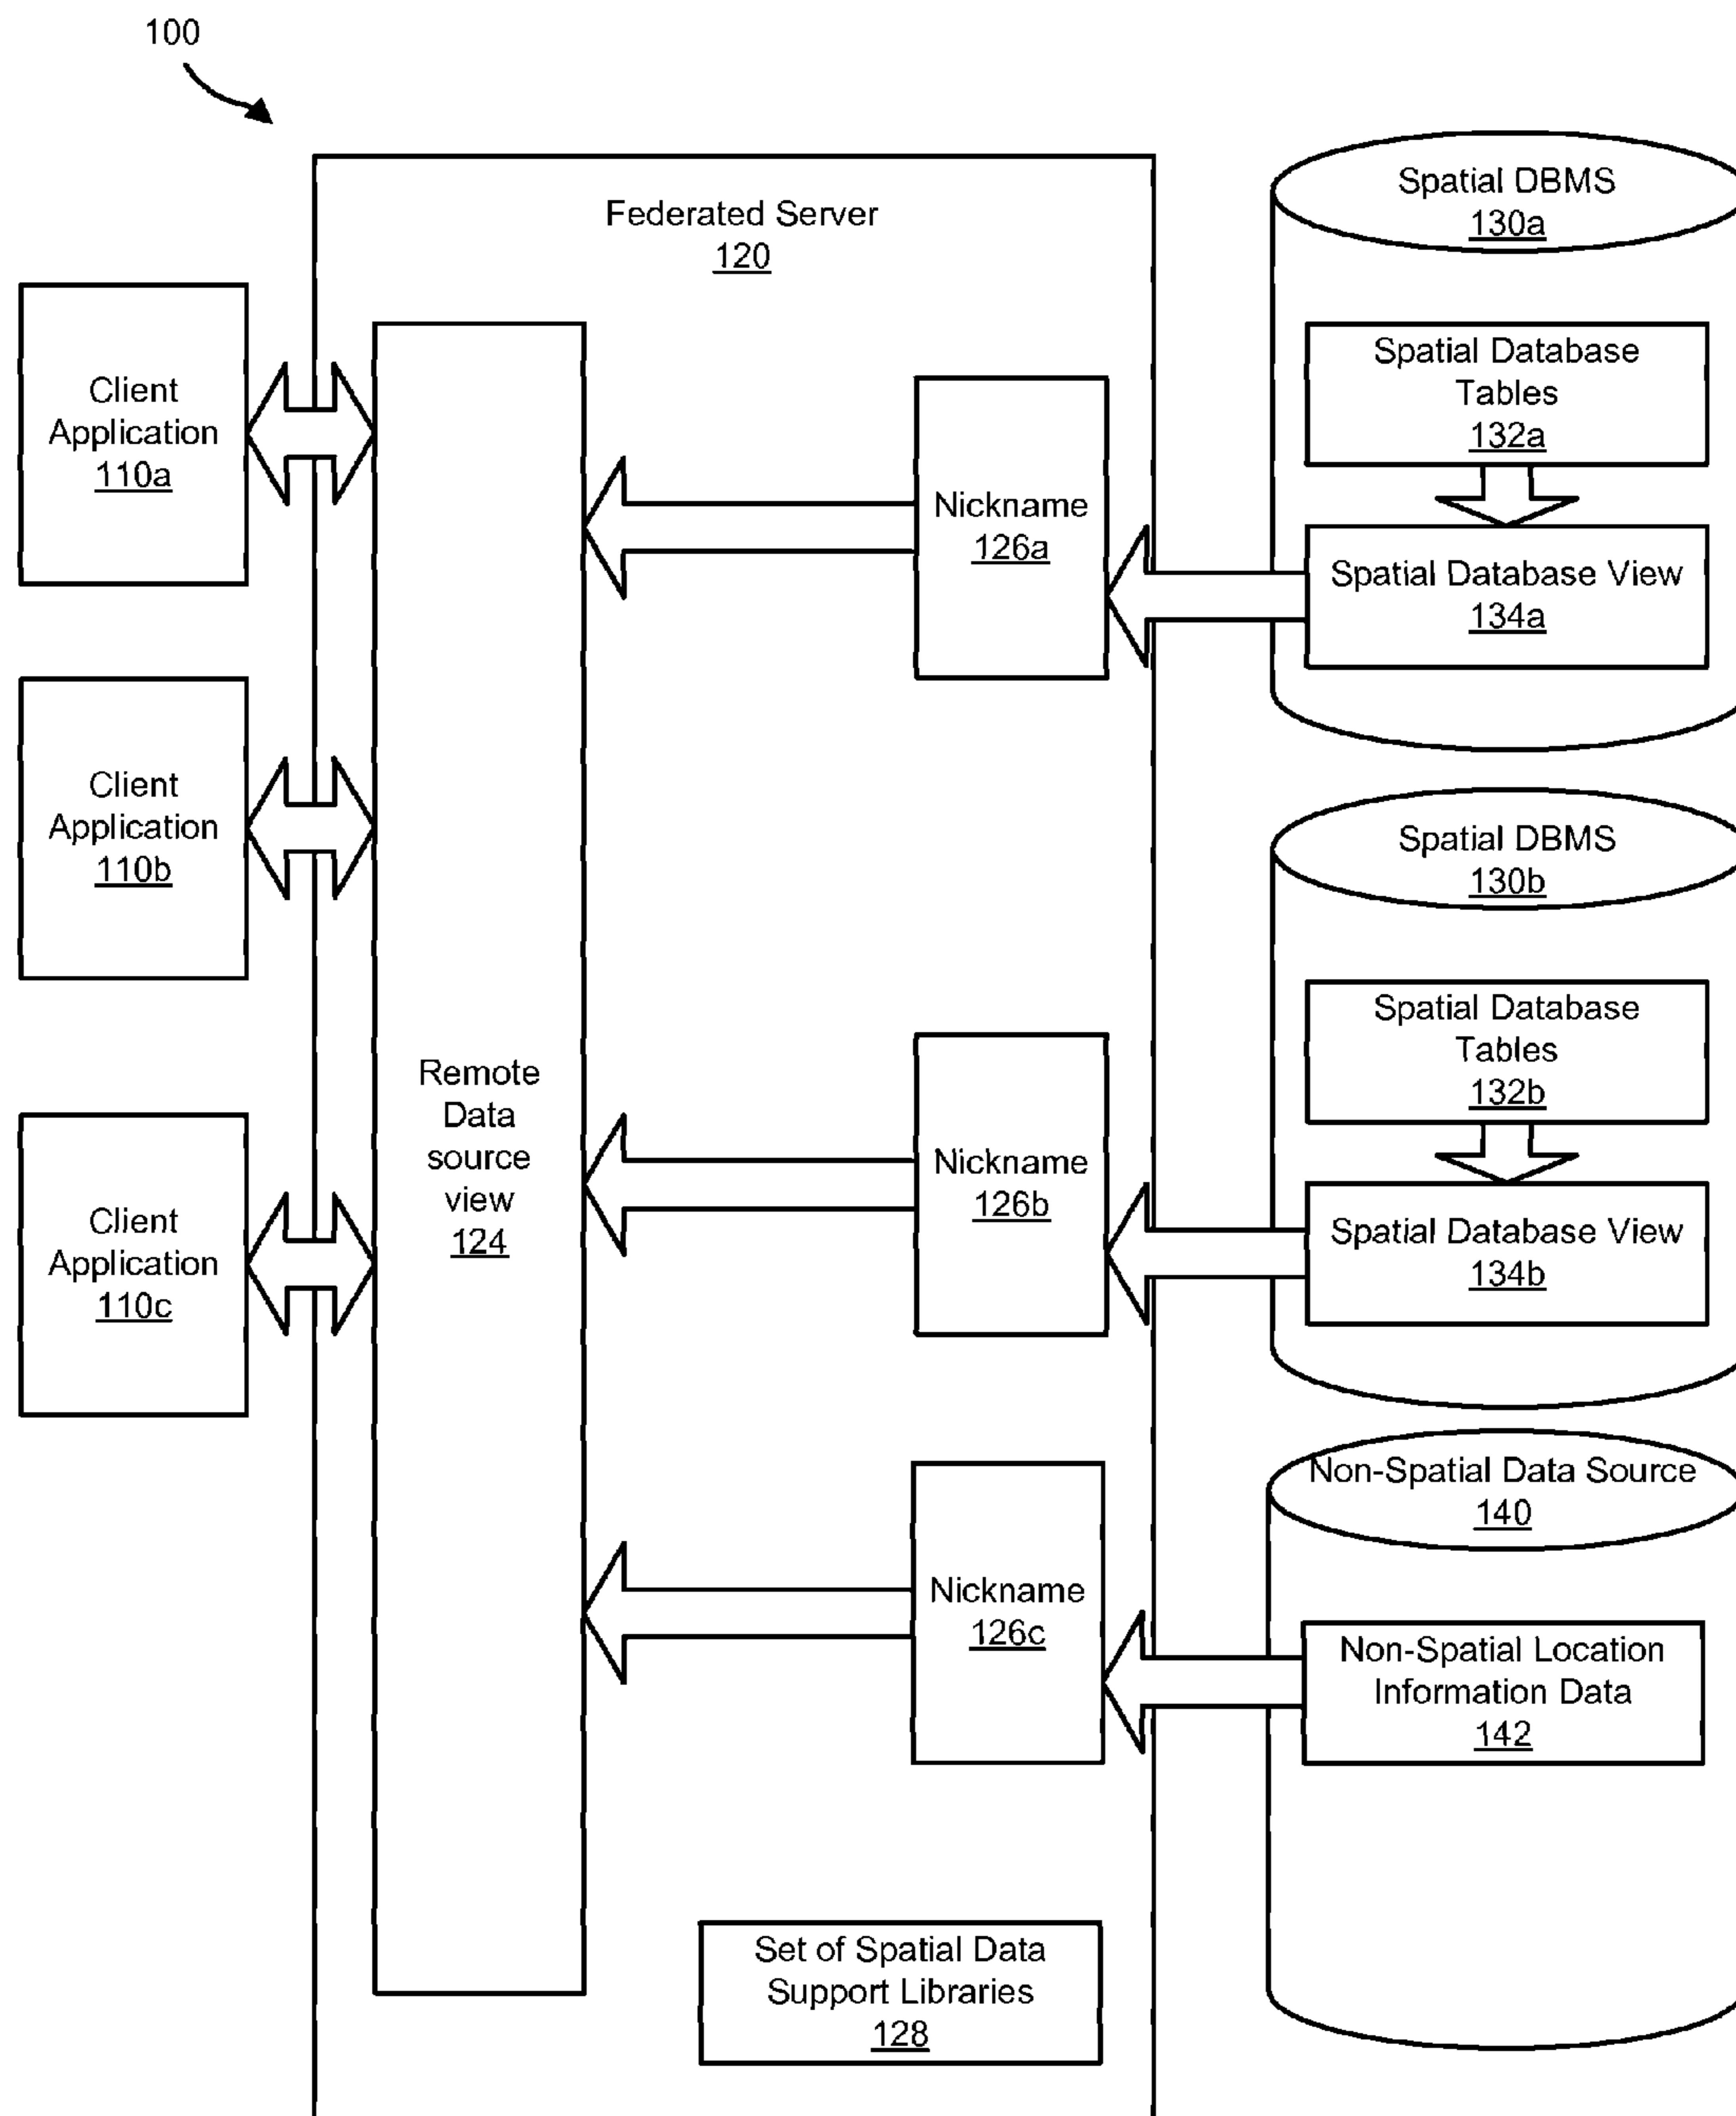 100
Federated Server
120
Client
Application
110a
Client
Application
110b
Client
Application
110c
Remote
Data
source
view
124
Nickname
126a
Nickname
126b
Nickname
126c
Set of Spatial Data
Support Libraries
128
Spatial DBMS
130a
Spatial Database
Tables
132a
Spatial Database View
134a
Spatial DBMS
130b
Spatial Database
Tables
132b
Spatial Database View
134b
Non-Spatial Data Source
140
Non-Spatial Location
Information Data
142